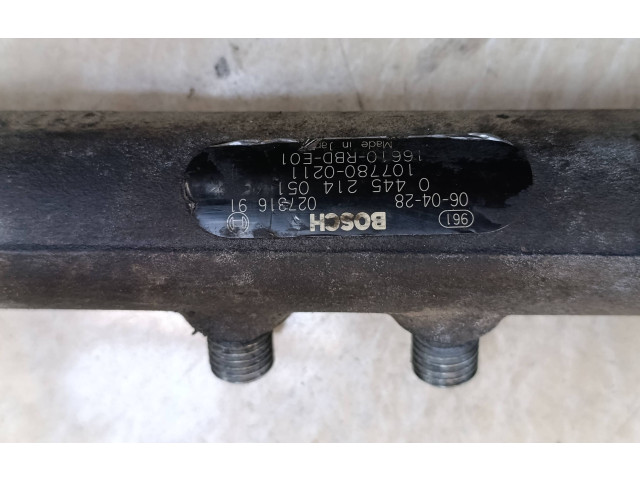 961 BOSCH
06-04-28 027316 91
0 445 214 051
107780-0211
16610-RBD-E01
Made in